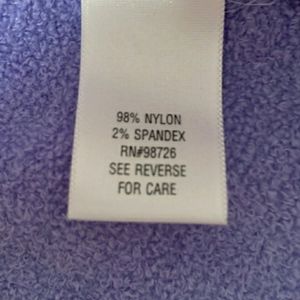 98% NYLON
2% SPANDEX
RN#98726
SEE REVERSE
FOR CARE